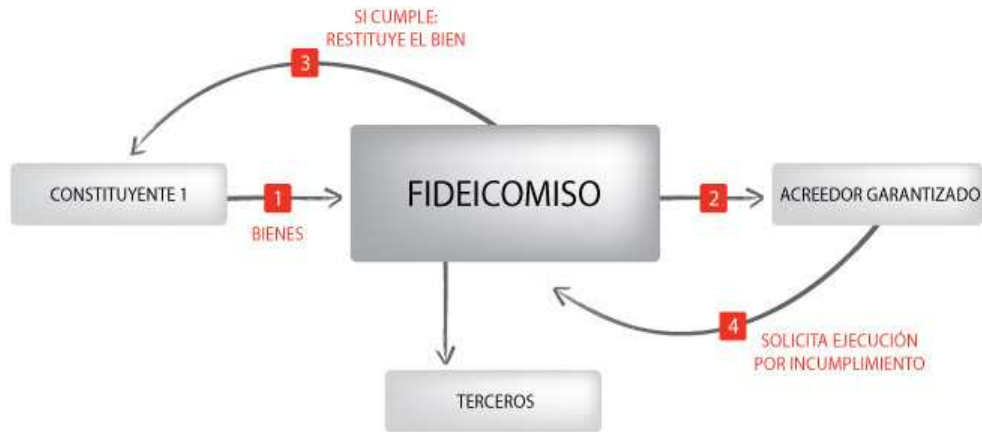 SI CUMPLE:
RESTITUYE EL BIEN
3
CONSTITUYENTE 1
1
BIENES
FIDEICOMISO
2
ACREEDOR GARANTIZADO
4
SOLICITA EJECUCIÓN
POR INCUMPLIMIENTO
TERCEROS